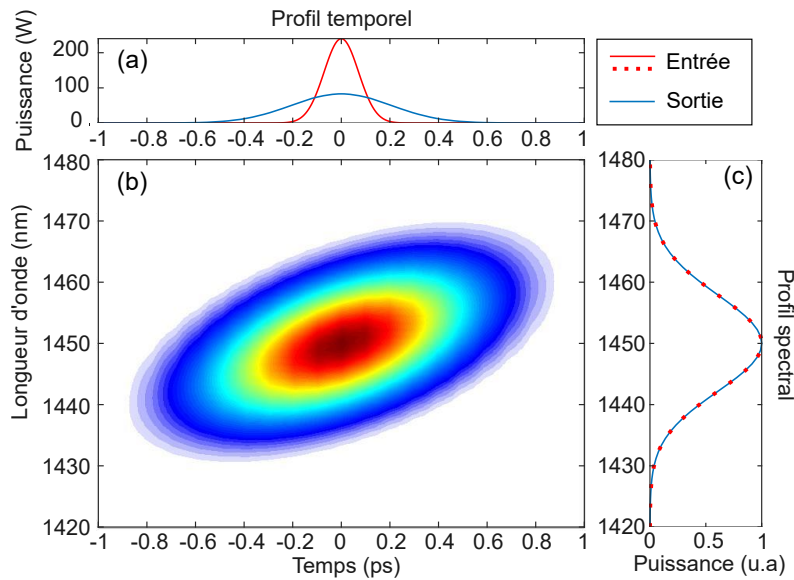 Profil temporel
Puissance (W)
200
100
0
(a)
-1 -0.8 -0.6 -0.4 -0.2 0 0.2 0.4 0.6 0.8 1
Entrée
Sortie
Longueur d'onde (nm)
1480
1470
1460
1450
1440
1430
1420
(b)
-1 -0.8 -0.6 -0.4 -0.2 0 0.2 0.4 0.6 0.8 1
Temps (ps)
1480
1470
1460
1450
1440
1430
1420
(c)
0 0.5 1
Puissance (u.a)
Profil spectral